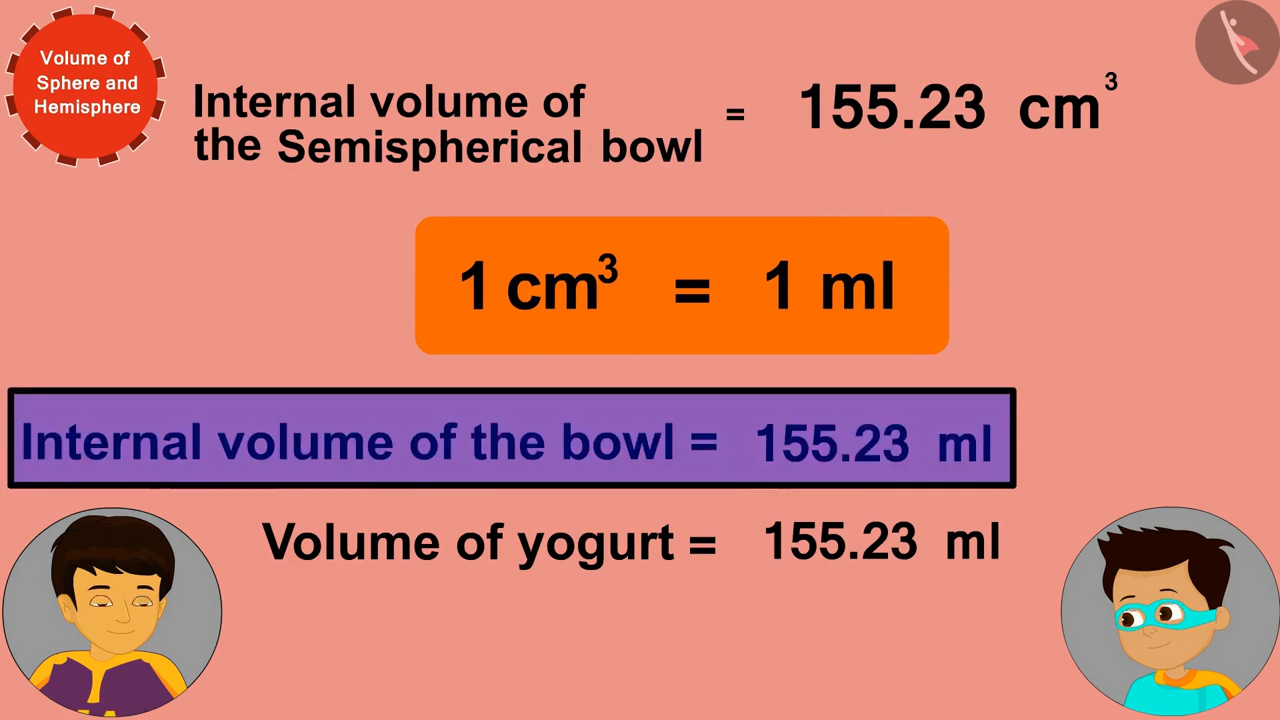 Volume of
Sphere and
Hemisphere
Internal volume of
the Semispherical bowl = 155.23 cm³
1 cm³ = 1 ml
Internal volume of the bowl = 155.23 ml
Volume of yogurt = 155.23 ml